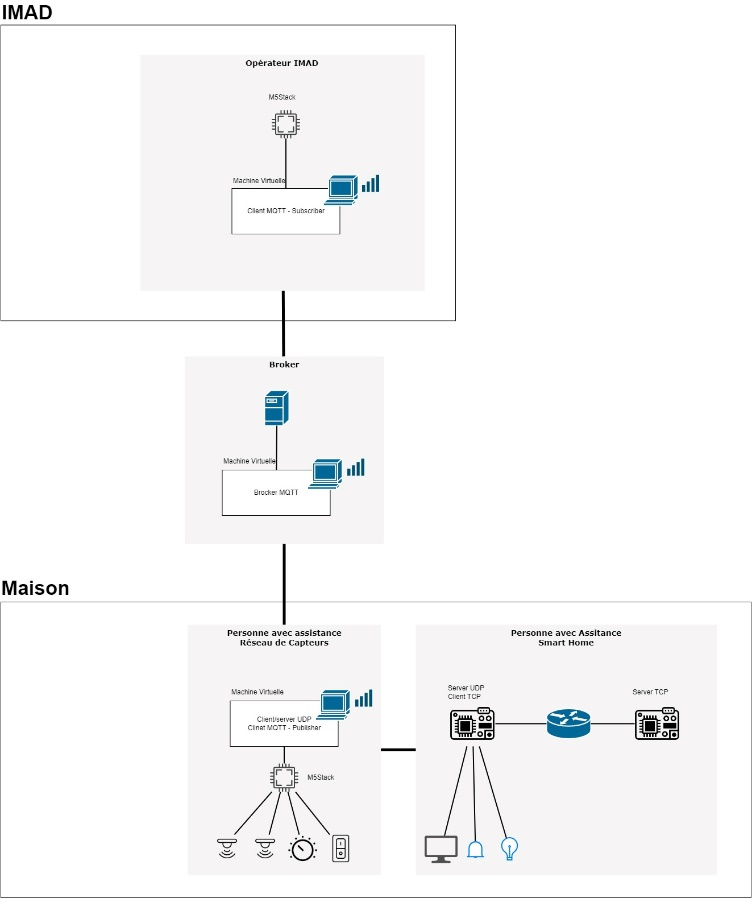 IMAD
Opérateur IMAD
M5Stack
Machine Virtuelle
Client MQTT - Subscriber
Broker
Machine Virtuelle
Brocker MQTT
Maison
Personne avec assistance
Réseau de Capteurs
Machine Virtuelle
Client/server UDP
Clinet MQTT - Publisher
M5Stack
Personne avec Assitance
Smart Home
Server UDP
Client TCP
Server TCP